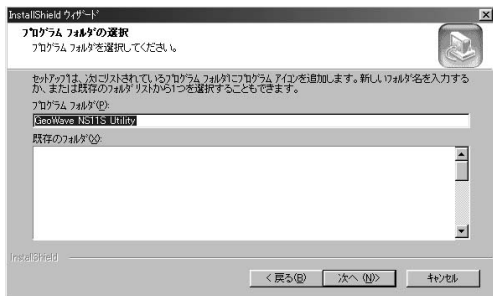 InstallShield ウィザード
プログラム フォルダの選択
プログラム フォルダを選択してください。
セットアップは、次にリストされているプログラム フォルダにプログラム アイコンを追加します。新しいフォルダ名を入力する
か、または既存のフォルダ リストから1つを選択することもできます。
プログラム フォルダ(P):
GeoWave NS11S Utility
既存のフォルダ(X):
InstallShield
< 戻る(B)
次へ (N)>
キャンセル